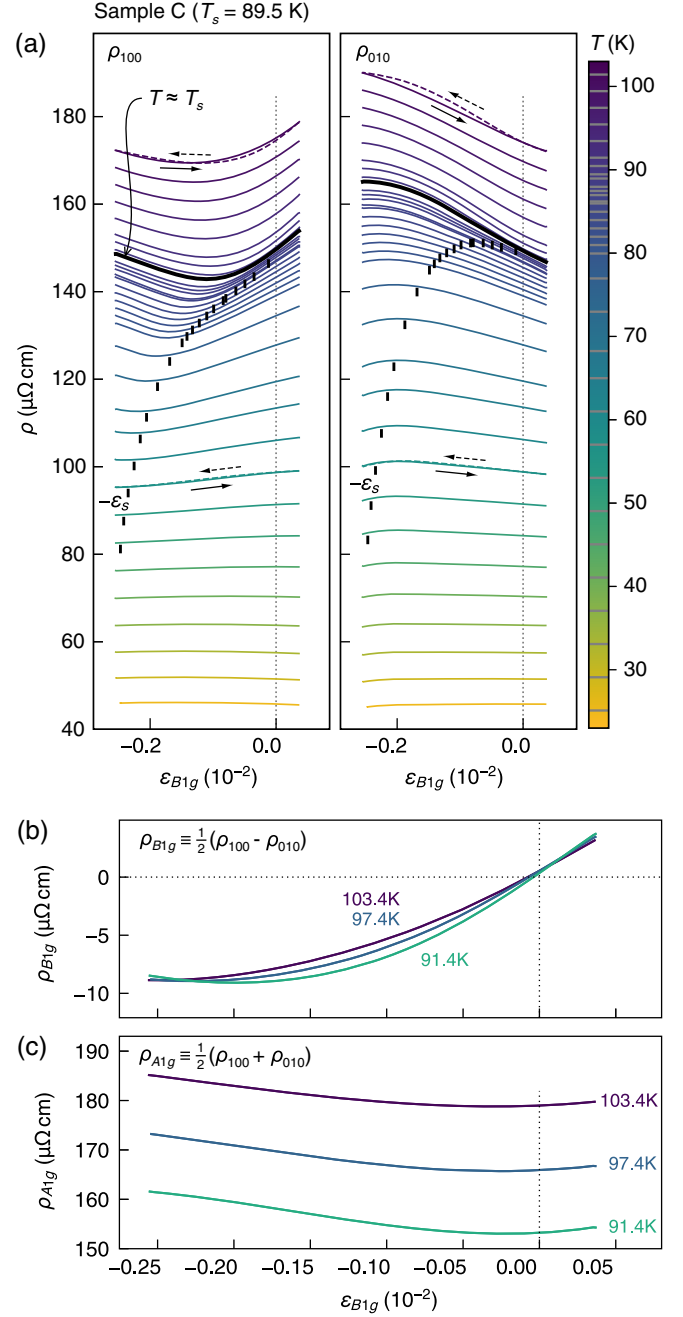 Sample C (Tₛ = 89.5 K)
(a)
ρ₁₀₀
ρ₀₁₀
T (K)
T ≈ Tₛ
−εₛ
−εₛ
180
160
140
120
100
80
60
40
ρ (μΩ cm)
−0.2
0.0
−0.2
0.0
ε_B1g (10⁻²)
ε_B1g (10⁻²)
100
90
80
70
60
50
40
30
(b)
ρ_B1g ≡ ½(ρ₁₀₀ - ρ₀₁₀)
103.4K
97.4K
91.4K
0
−5
−10
ρ_B1g (μΩ cm)
(c)
ρ_A1g ≡ ½(ρ₁₀₀ + ρ₀₁₀)
103.4K
97.4K
91.4K
190
180
170
160
150
ρ_A1g (μΩ cm)
−0.25
−0.20
−0.15
−0.10
−0.05
0.00
0.05
ε_B1g (10⁻²)